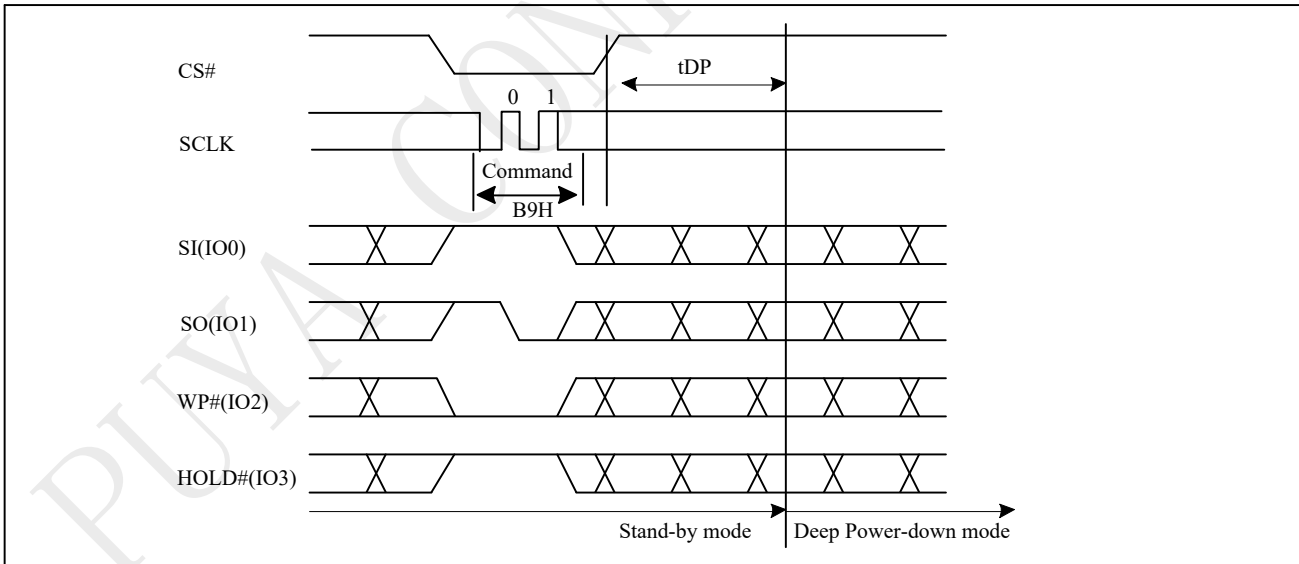 CS#
tDP
0 1
SCLK
Command
B9H
SI(IO0)
SO(IO1)
WP#(IO2)
HOLD#(IO3)
Stand-by mode Deep Power-down mode
PUYA